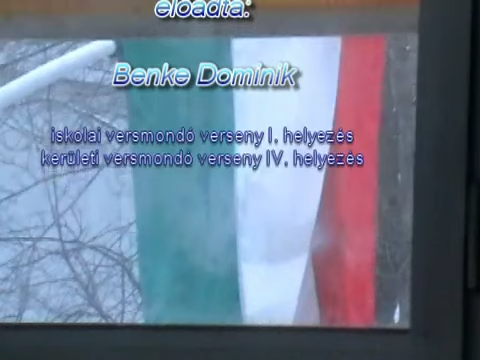 előadta:
Benke Dominik
iskolai versmondó verseny I. helyezés
kerületi versmondó verseny IV. helyezés